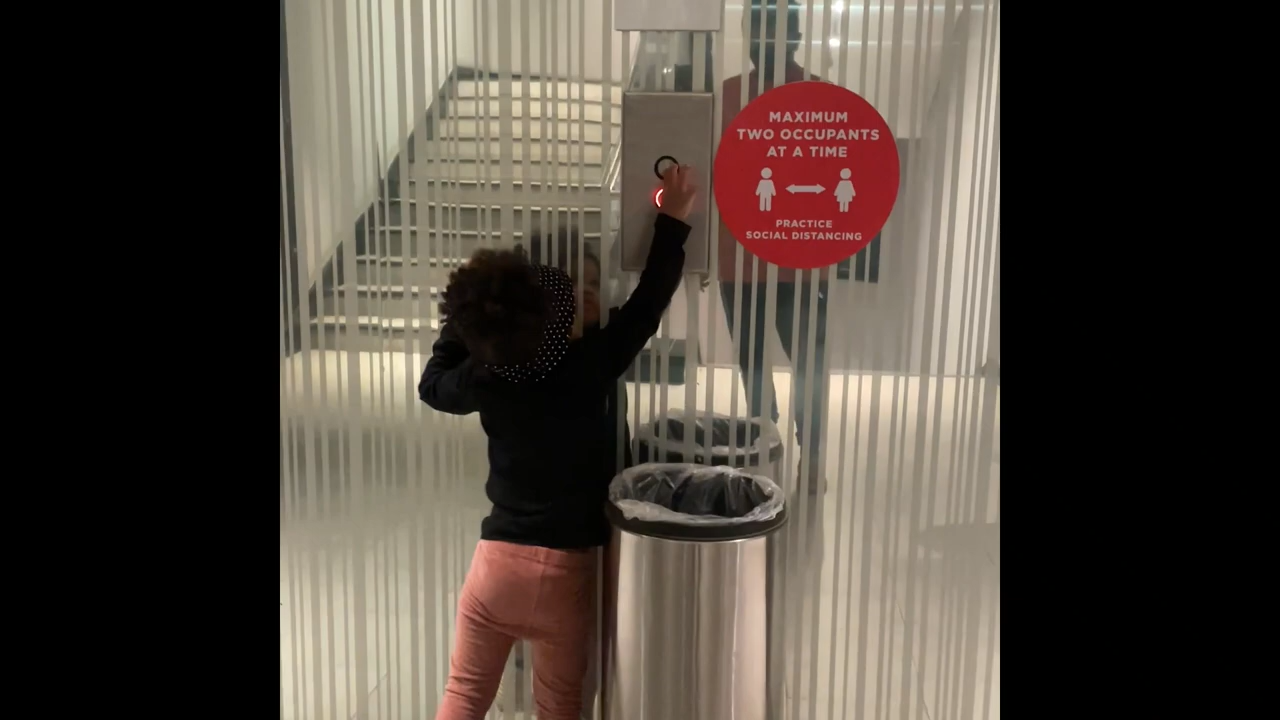 MAXIMUM
TWO OCCUPANTS
AT A TIME
PRACTICE
SOCIAL DISTANCING